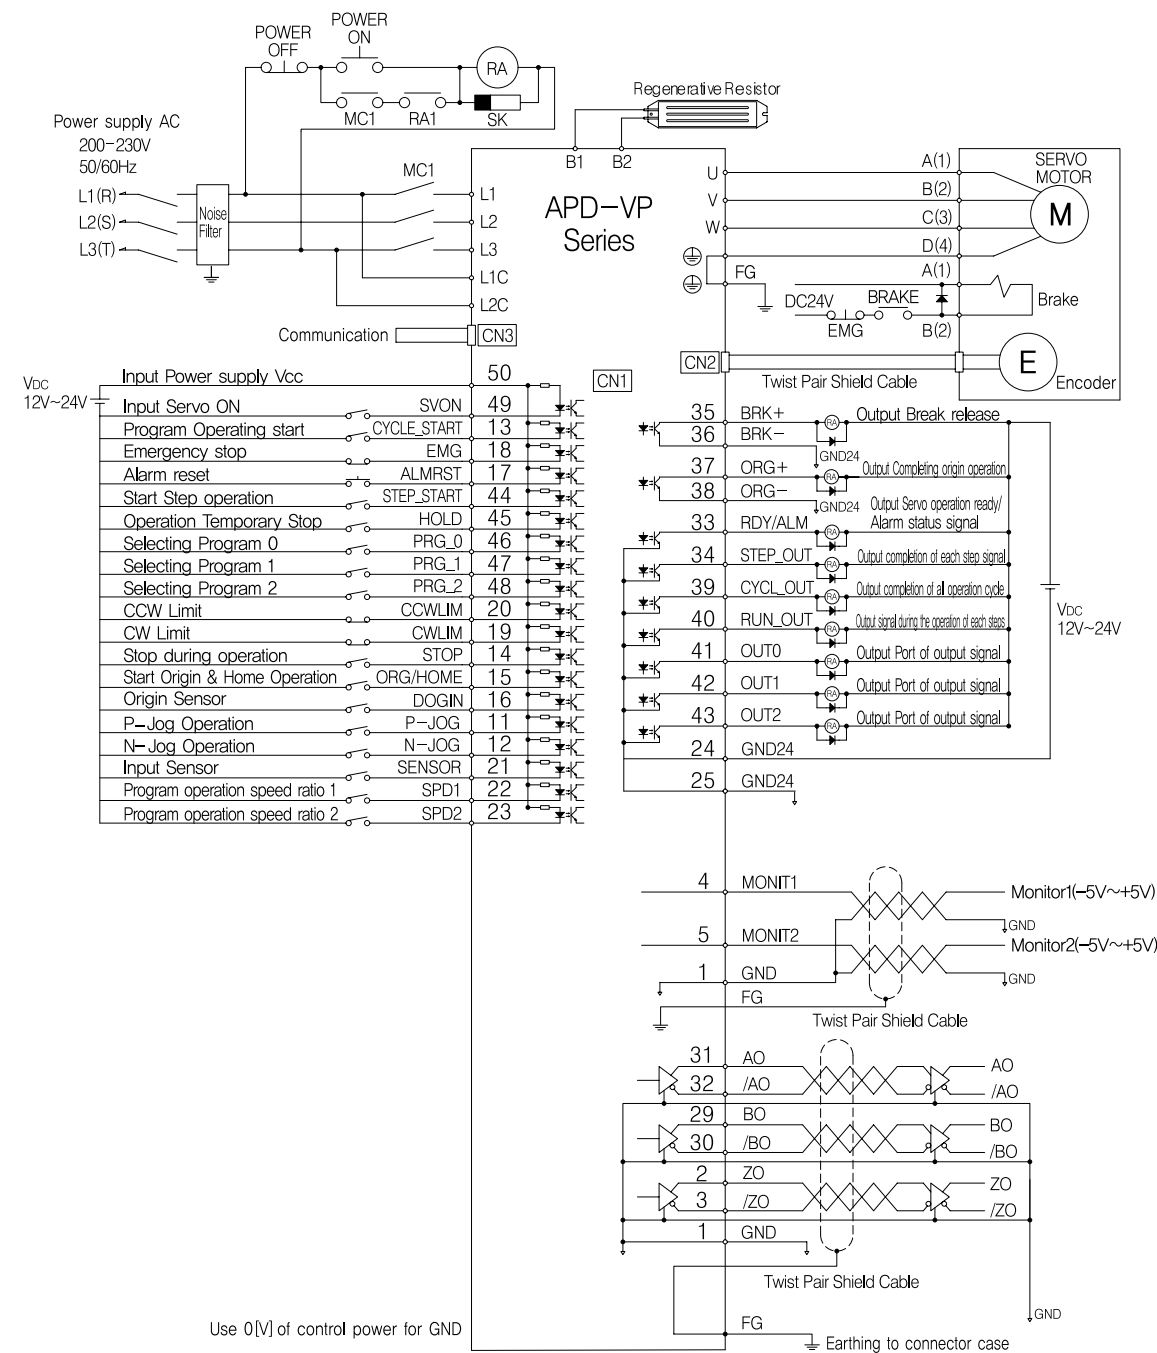 POWER
OFF
POWER
ON
RA
MC1
RA1
SK
Regenerative Resistor
Power supply AC
200-230V
50/60Hz
L1(R)
L2(S)
L3(T)
Noise
Filter
MC1
L1
L2
L3
L1C
L2C
B1
B2
APD-VP
Series
U
V
W
FG
A(1)
B(2)
C(3)
D(4)
A(1)
B(2)
SERVO
MOTOR
M
DC24V
EMG
BRAKE
Brake
Communication
CN3
CN2
Twist Pair Shield Cable
E
Encoder
CN1
VDC
12V~24V
Input Power supply Vcc 50
Input Servo ON SVON 49
Program Operating start CYCLE_START 13
Emergency stop EMG 18
Alarm reset ALMRST 17
Start Step operation STEP_START 44
Operation Temporary Stop HOLD 45
Selecting Program 0 PRG_0 46
Selecting Program 1 PRG_1 47
Selecting Program 2 PRG_2 48
CCW Limit CCWLIM 20
CW Limit CWLIM 19
Stop during operation STOP 14
Start Origin & Home Operation ORG/HOME 15
Origin Sensor DOGIN 16
P-Jog Operation P-JOG 11
N-Jog Operation N-JOG 12
Input Sensor SENSOR 21
Program operation speed ratio 1 SPD1 22
Program operation speed ratio 2 SPD2 23
35 BRK+ RA Output Break release
36 BRK- GND24
37 ORG+ RA Output Completing origin operation
38 ORG- GND24
Output Servo operation ready/
33 RDY/ALM RA Alarm status signal
34 STEP_OUT RA Output completion of each step signal
39 CYCL_OUT RA Output completion of all operation cycle
40 RUN_OUT RA Output signal during the operation of each steps
41 OUT0 RA Output Port of output signal
42 OUT1 RA Output Port of output signal
43 OUT2 RA Output Port of output signal
24 GND24
25 GND24
VDC
12V~24V
4 MONIT1 Monitor1(-5V~+5V)
GND
5 MONIT2 Monitor2(-5V~+5V)
1 GND
GND
FG
Twist Pair Shield Cable
31 AO AO
32 /AO /AO
29 BO BO
30 /BO /BO
2 ZO ZO
3 /ZO /ZO
1 GND
Twist Pair Shield Cable
GND
FG
Use 0[V] of control power for GND
Earthing to connector case